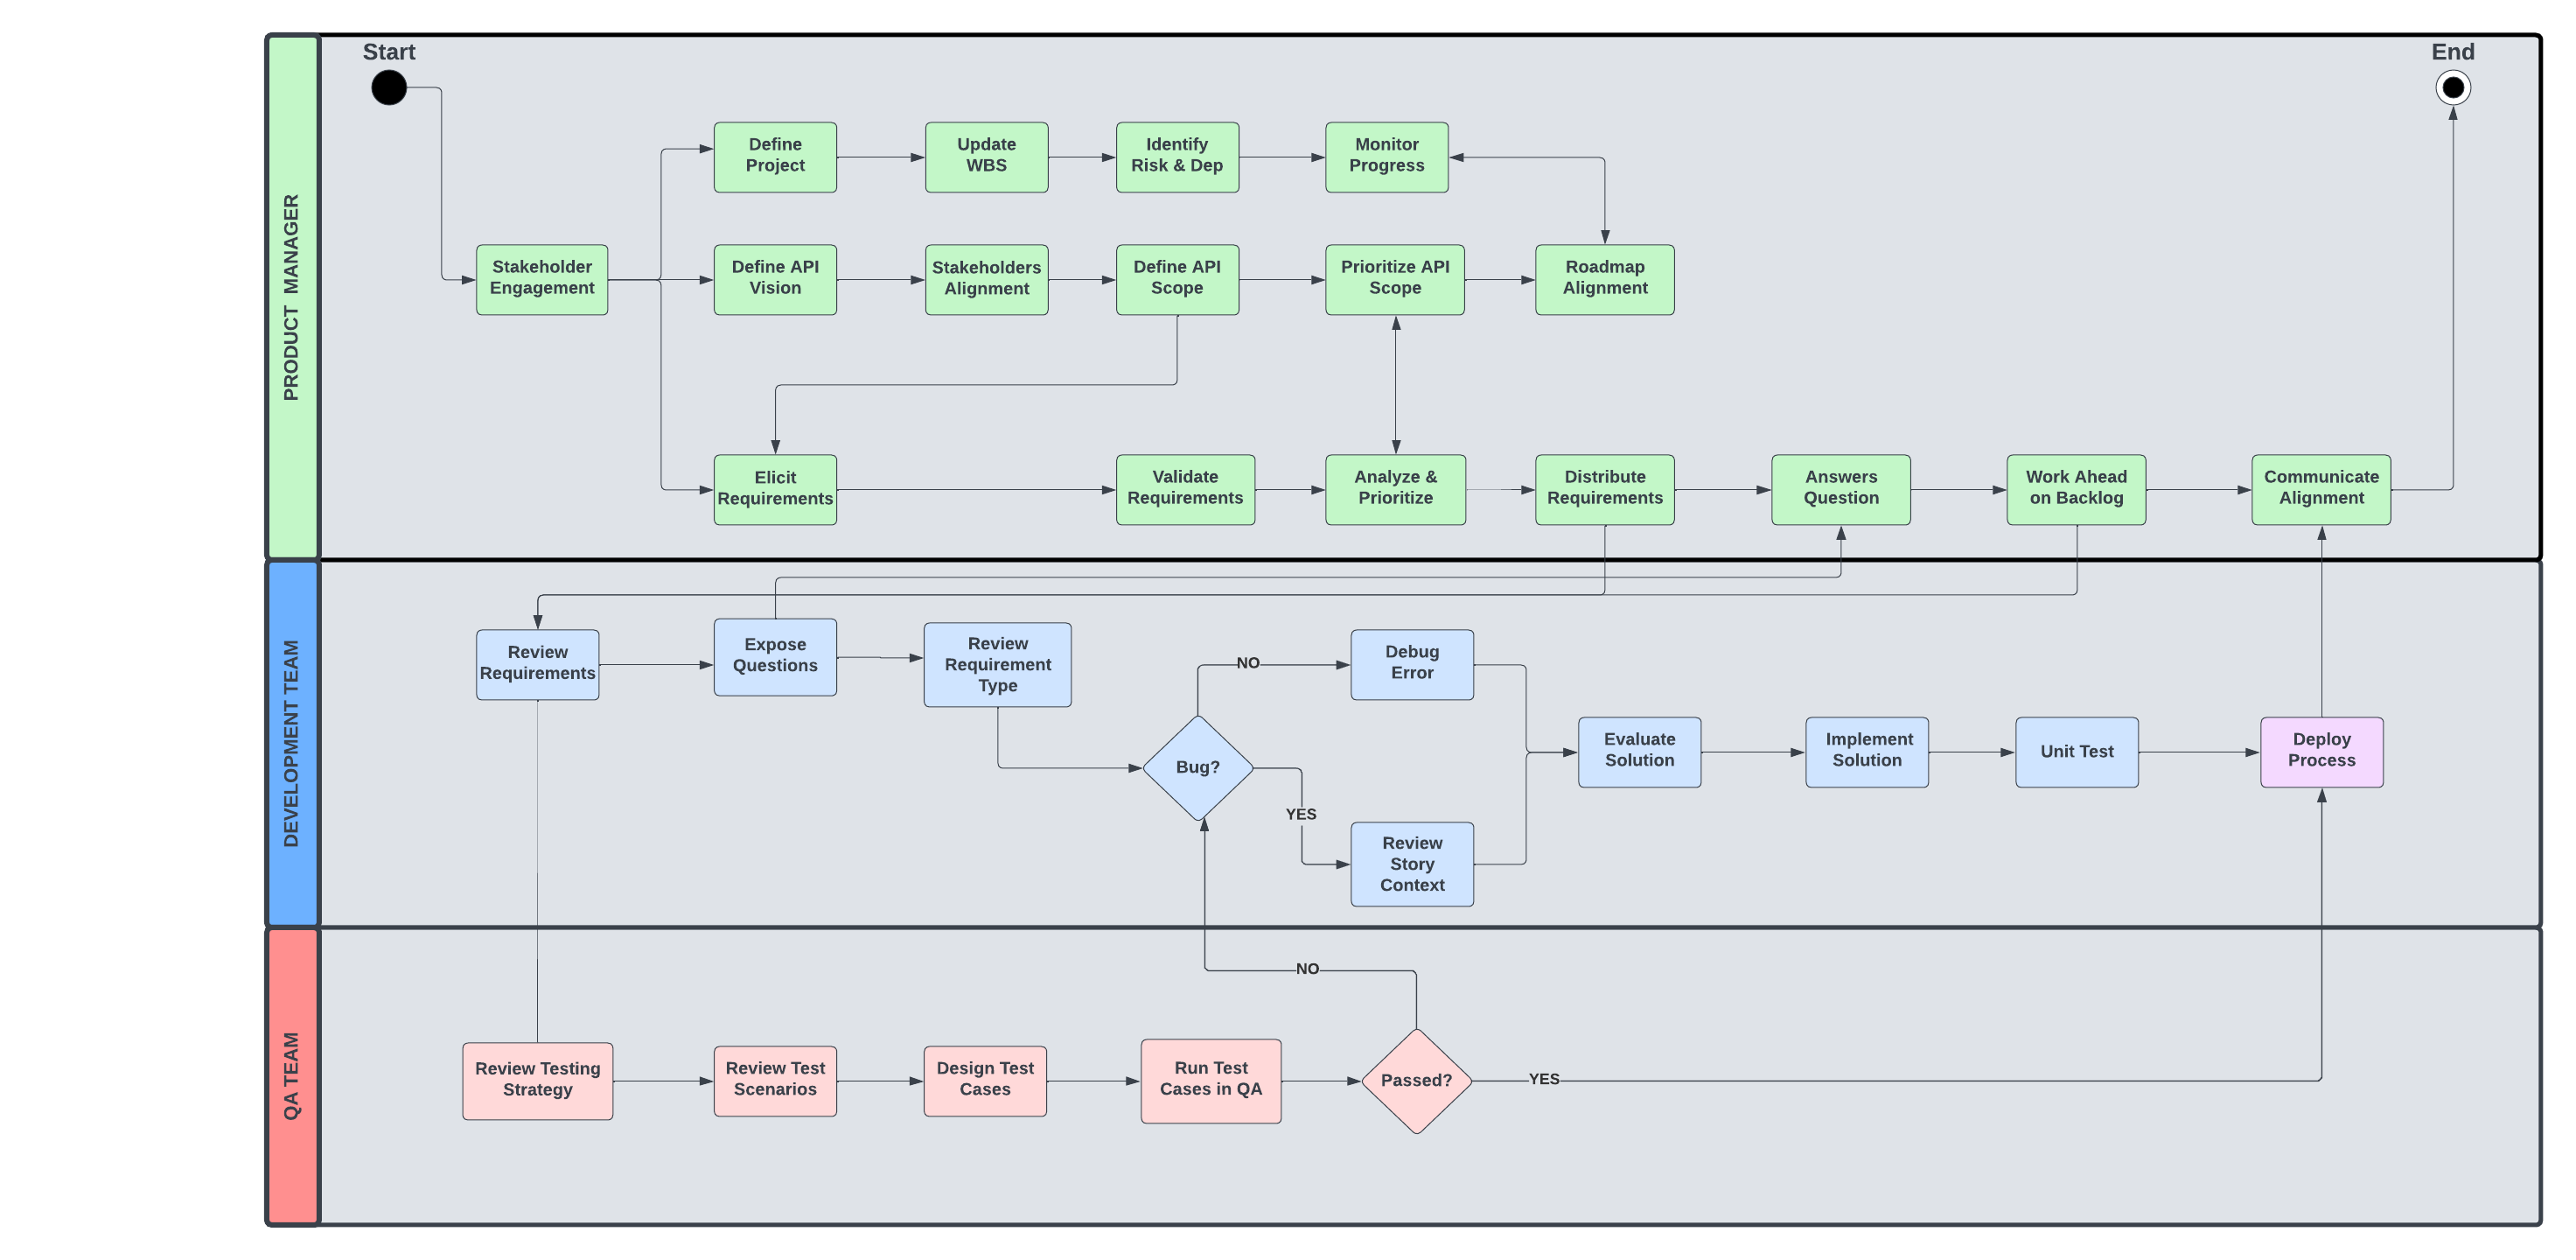 Start
End
PRODUCT MANAGER
Define
Project
Update
WBS
Identify
Risk & Dep
Monitor
Progress
Stakeholder
Engagement
Define API
Vision
Stakeholders
Alignment
Define API
Scope
Prioritize API
Scope
Roadmap
Alignment
Elicit
Requirements
Validate
Requirements
Analyze &
Prioritize
Distribute
Requirements
Answers
Question
Work Ahead
on Backlog
Communicate
Alignment
DEVELOPMENT TEAM
Review
Requirements
Expose
Questions
Review
Requirement
Type
Bug?
NO
YES
Debug
Error
Review
Story
Context
Evaluate
Solution
Implement
Solution
Unit Test
Deploy
Process
QA TEAM
Review Testing
Strategy
Review Test
Scenarios
Design Test
Cases
Run Test
Cases in QA
Passed?
NO
YES